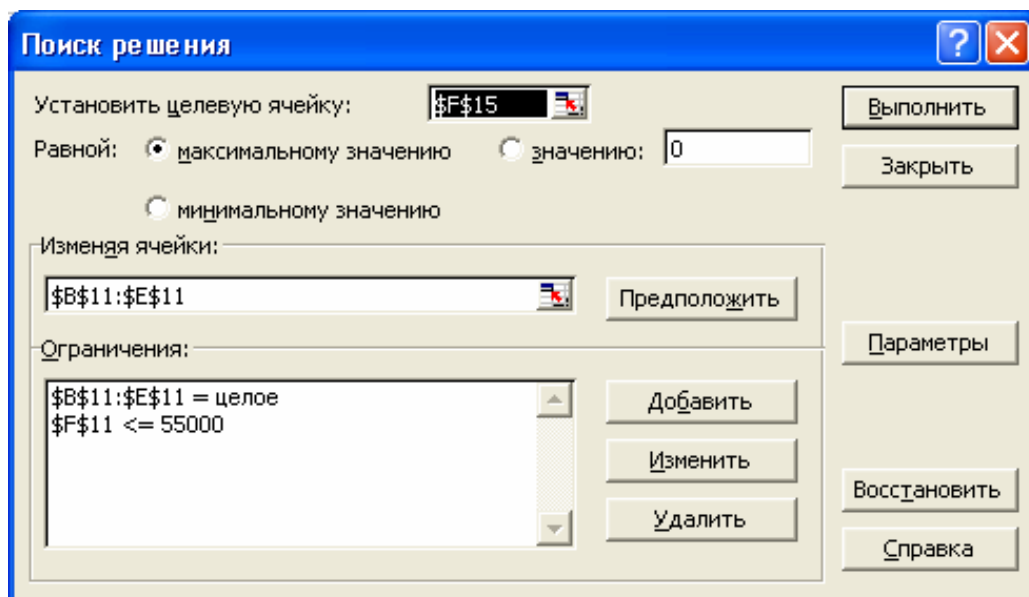 Поиск решения
Установить целевую ячейку: $F$15
Равной: максимальному значению значению: 0
минимальному значению
Изменяя ячейки:
$B$11:$E$11
Предположить
Ограничения:
$B$11:$E$11 = целое
$F$11 <= 55000
Добавить
Изменить
Удалить
Выполнить
Закрыть
Параметры
Восстановить
Справка